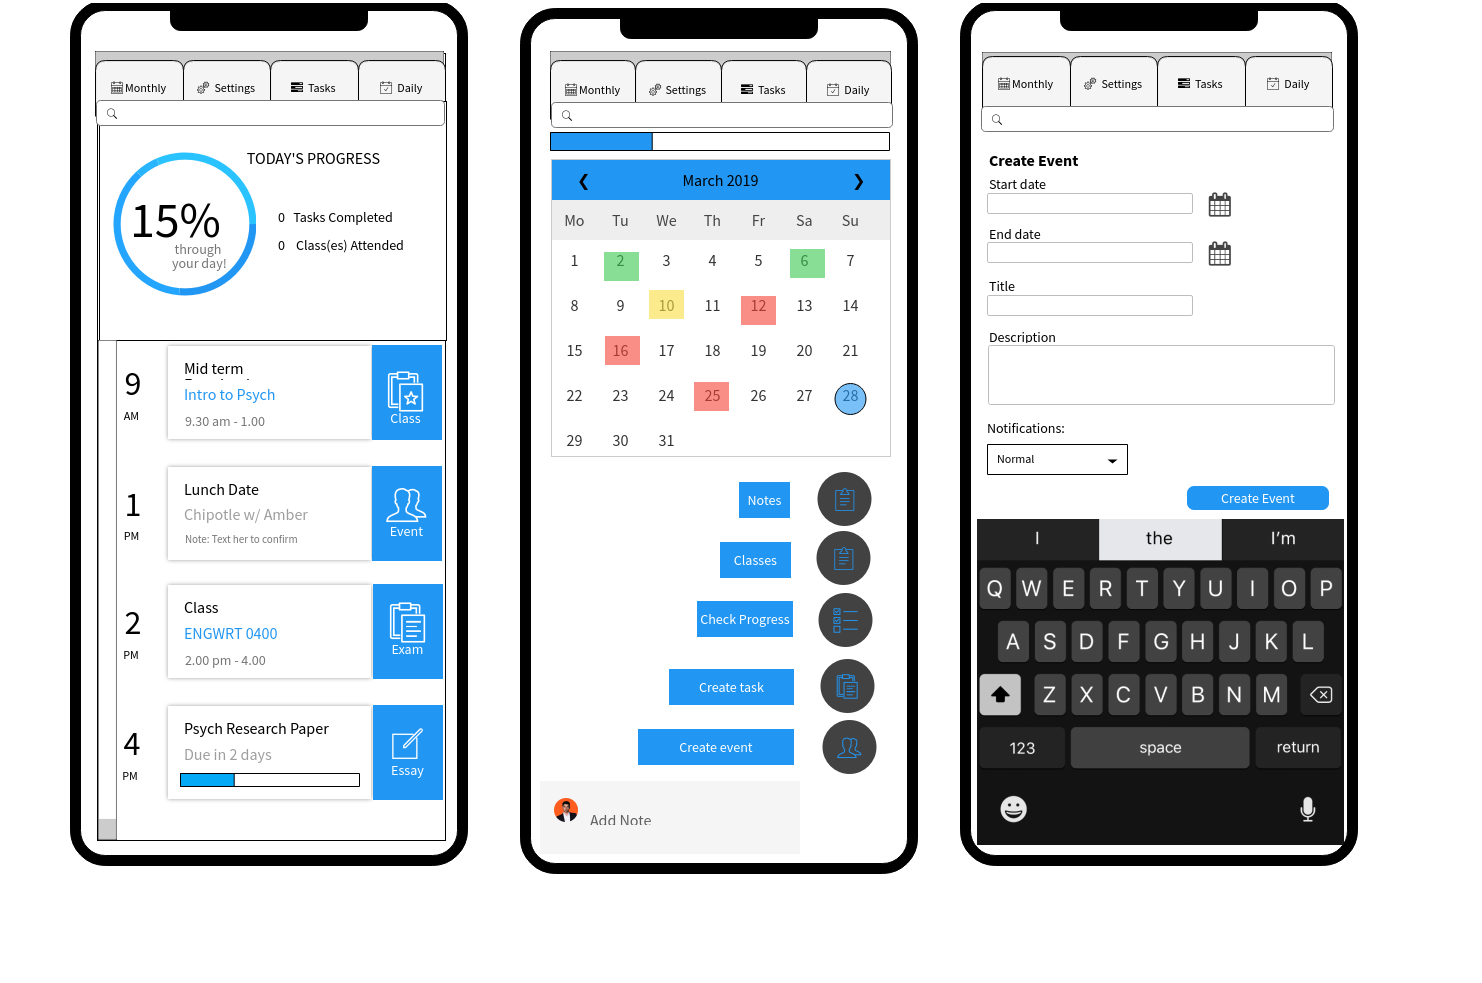 Monthly Settings Tasks Daily
TODAY'S PROGRESS
15%
through
your day!
0 Tasks Completed
0 Class(es) Attended
9
AM
Mid term
Intro to Psych
9.30 am - 1.00
Class
1
PM
Lunch Date
Chipotle w/ Amber
Note: Text her to confirm
Event
2
PM
Class
ENGWRT 0400
2.00 pm - 4.00
Exam
4
PM
Psych Research Paper
Due in 2 days
Essay
Monthly Settings Tasks Daily
❮ March 2019 ❯
Mo Tu We Th Fr Sa Su
1 2 3 4 5 6 7
8 9 10 11 12 13 14
15 16 17 18 19 20 21
22 23 24 25 26 27 28
29 30 31
Notes
Classes
Check Progress
Create task
Create event
Add Note
Monthly Settings Tasks Daily
Create Event
Start date
End date
Title
Description
Notifications:
Normal
Create Event
I the I'm
Q W E R T Y U I O P
A S D F G H J K L
Z X C V B N M
123 space return